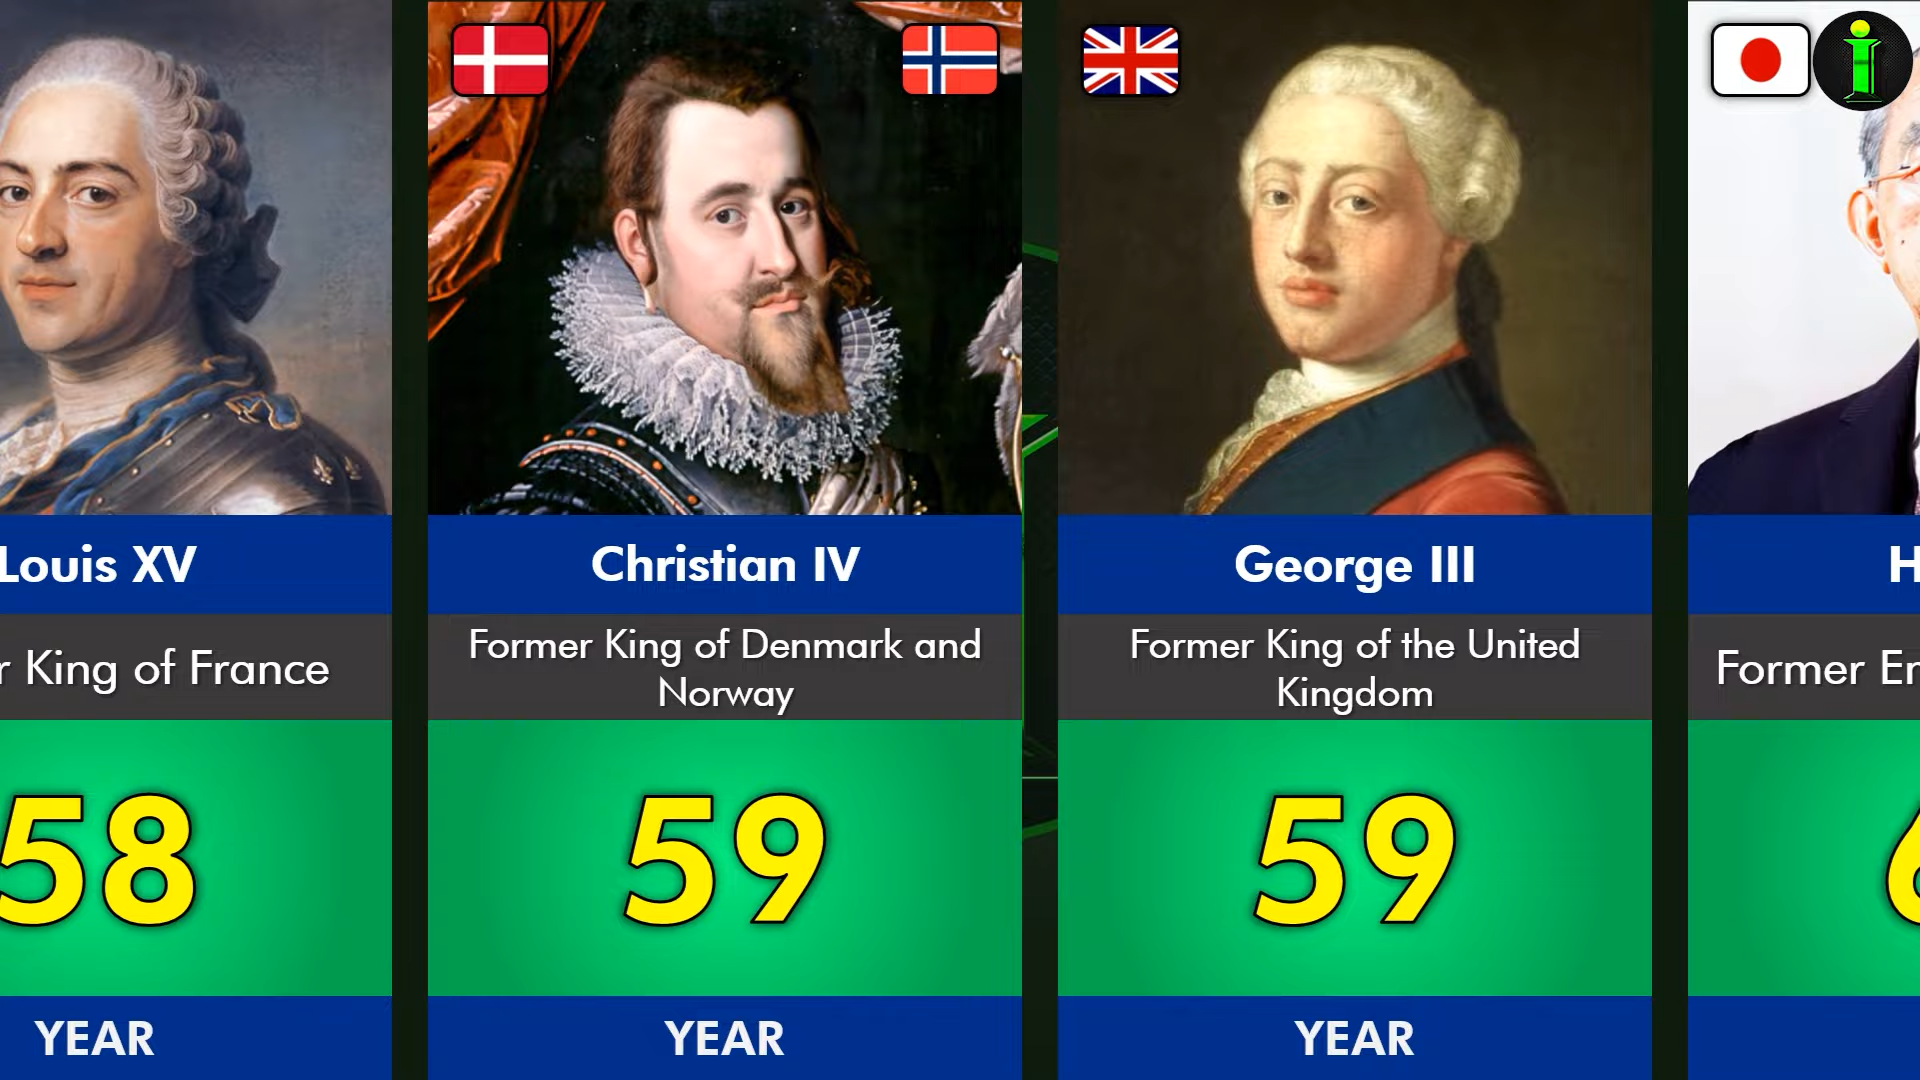 Louis XV
r King of France
58
YEAR
Christian IV
Former King of Denmark and
Norway
59
YEAR
George III
Former King of the United
Kingdom
59
YEAR
H
Former